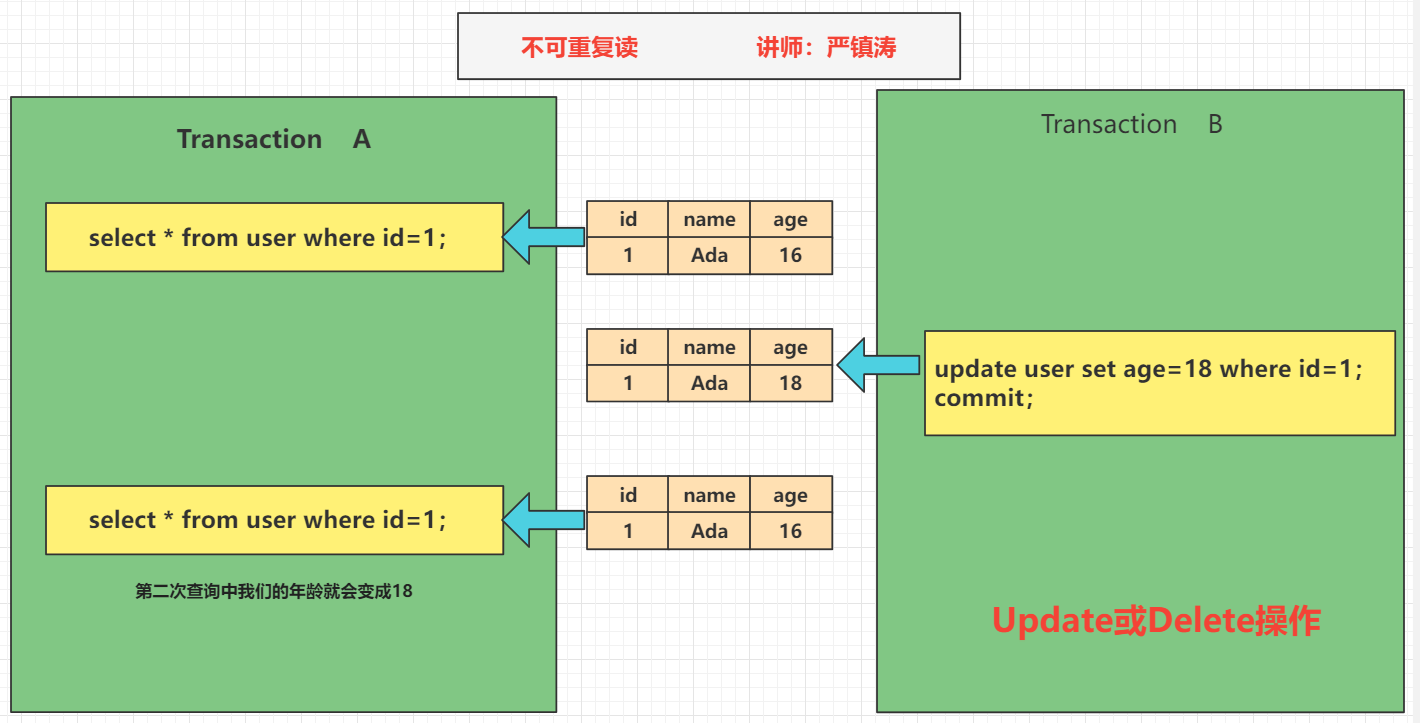 不可重复读 讲师：严镇涛
Transaction A
Transaction B
select * from user where id=1；
id name age
1 Ada 16
id name age
1 Ada 18
update user set age=18 where id=1；
commit；
select * from user where id=1；
id name age
1 Ada 16
第二次查询中我们的年龄就会变成18
Update或Delete操作